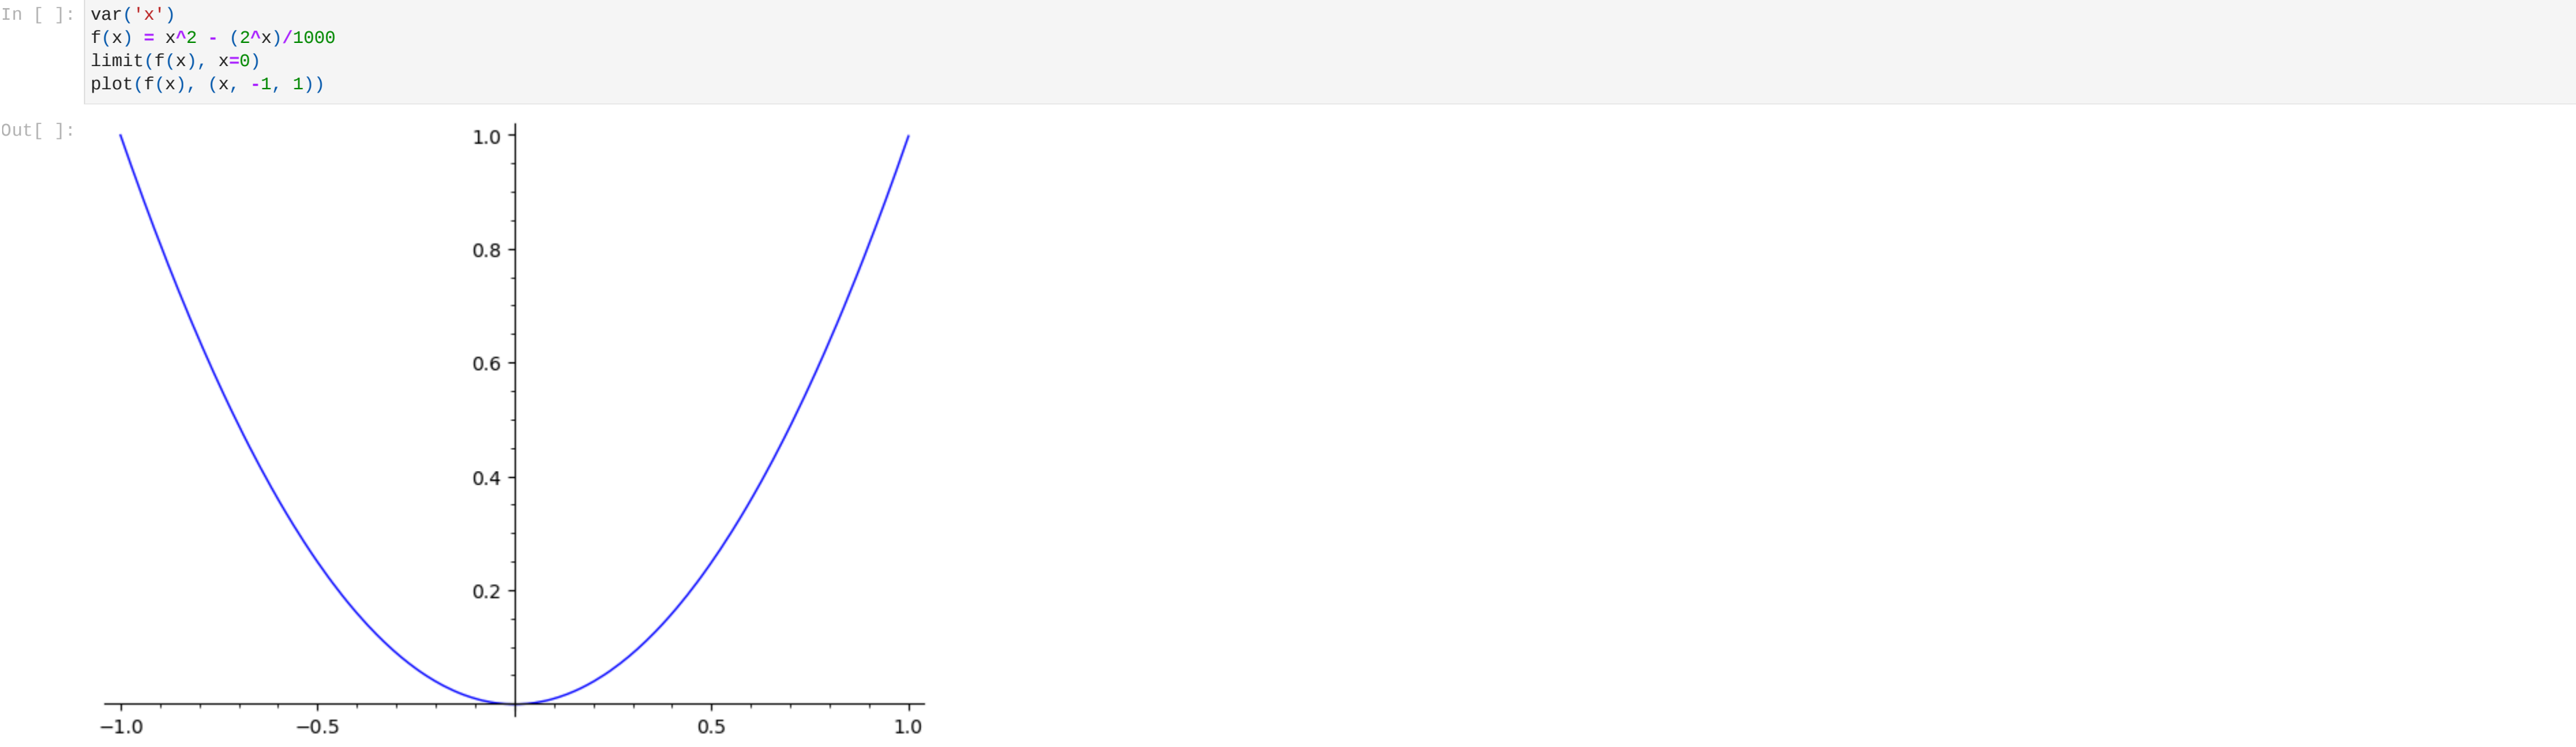 In [ ]:
var('x')
f(x) = x^2 - (2^x)/1000
limit(f(x), x=0)
plot(f(x), (x, -1, 1))
Out[ ]:
1.0
0.8
0.6
0.4
0.2
−1.0 −0.5 0.5 1.0